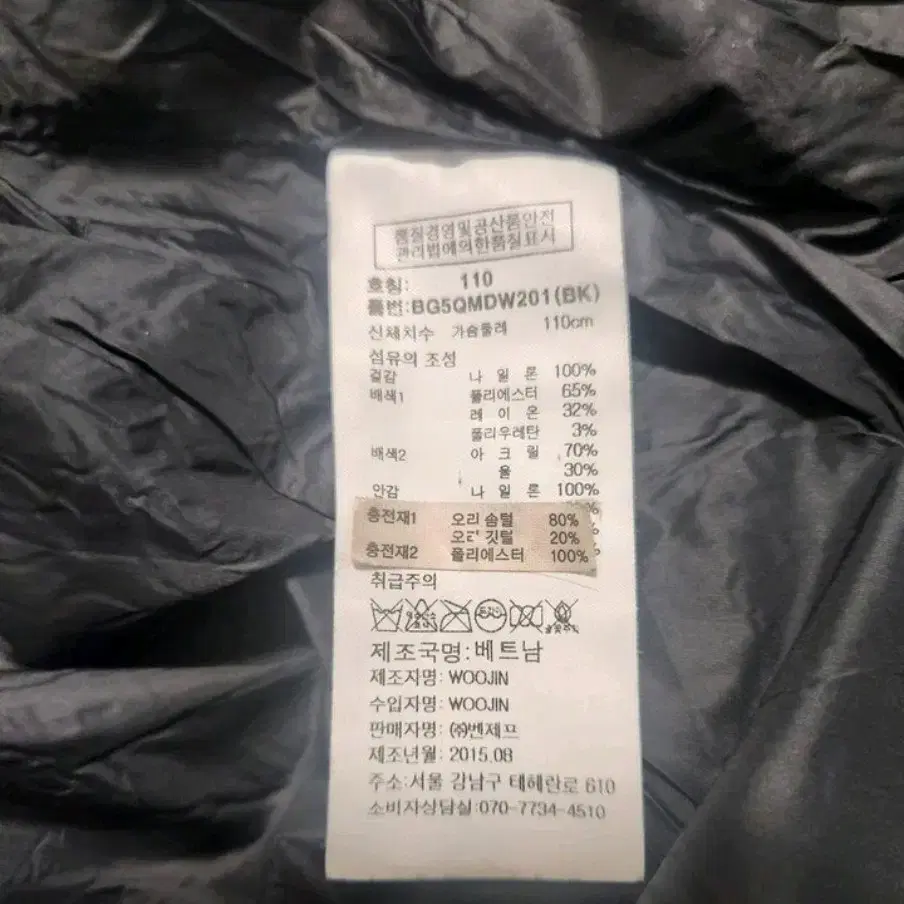 품질경영및공산품안전
관리법에의한품질표시
호칭: 110
품번:BG5QMDW201(BK)
신체치수 가슴둘레 110cm
섬유의 조성
겉감 나 일 론 100%
배색1 폴리에스터 65%
레 이 온 32%
폴리우레탄 3%
배색2 아 크 릴 70%
울 30%
안감 나 일 론 100%
충전재1 오리 솜털 80%
오리 깃털 20%
충전재2 폴리에스터 100%
취급주의
제조국명:베트남
제조자명: WOOJIN
수입자명: WOOJIN
판매자명: ㈜벤제프
제조년월: 2015.08
주소:서울 강남구 테헤란로 610
소비자상담실:070-7734-4510